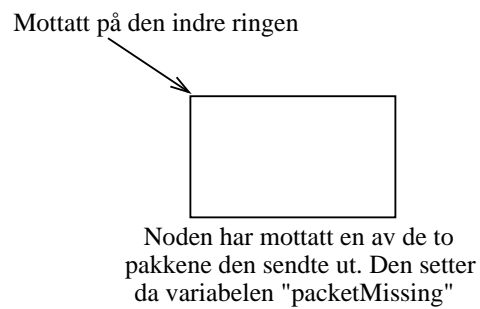 Mottatt på den indre ringen
Noden har mottatt en av de to
pakkene den sendte ut. Den setter
da variabelen "packetMissing"